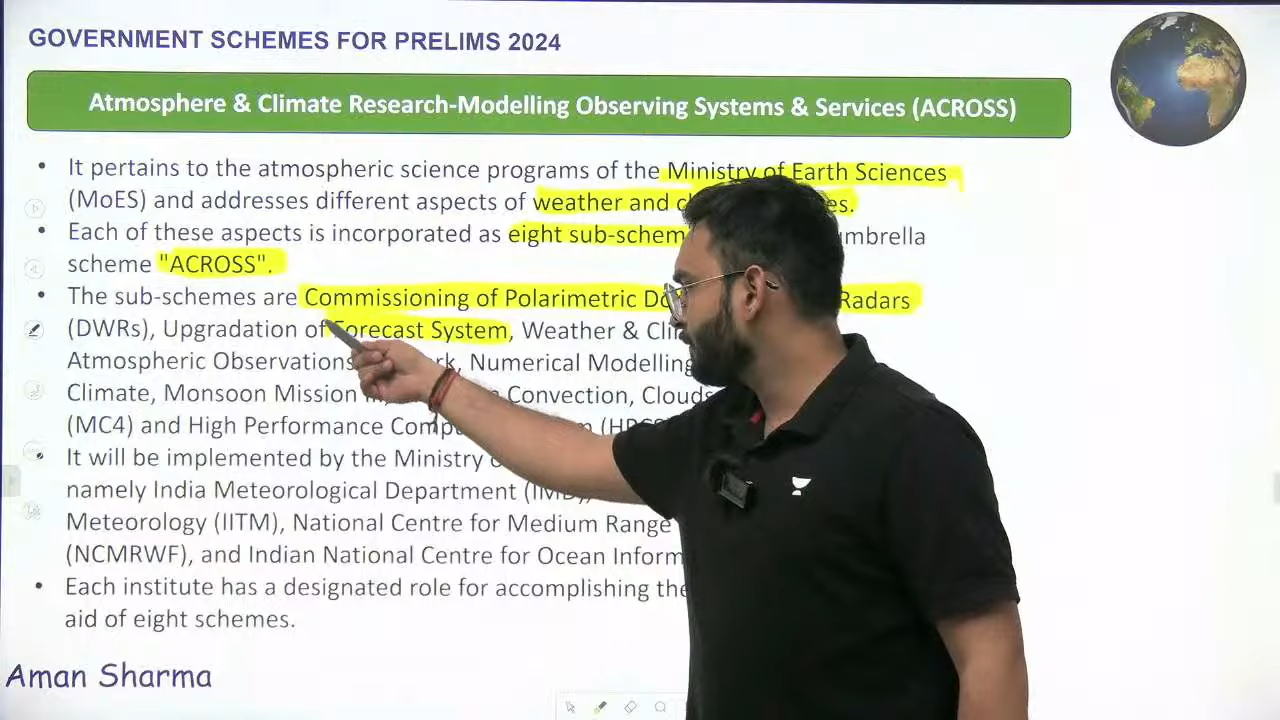 GOVERNMENT SCHEMES FOR PRELIMS 2024
Atmosphere & Climate Research-Modelling Observing Systems & Services (ACROSS)
• It pertains to the atmospheric science programs of the Ministry of Earth Sciences
(MoES) and addresses different aspects of weather and
• Each of these aspects is incorporated as eight umbrella
scheme "ACROSS".
• The sub-schemes are Commissioning of Polarimetric Radars
(DWRs), Upgradation of Forecast System, Weather &
Atmospheric Observations Numerical Modelling
Climate, Monsoon Mission Convection, Clouds
(MC4) and High Performance
It will be implemented by the Ministry
namely India Meteorological Department (IMD),
Meteorology (IITM), National Centre for Medium Range
(NCMRWF), and Indian National Centre for Ocean
• Each institute has a designated role for accomplishing the
aid of eight schemes.
Aman Sharma